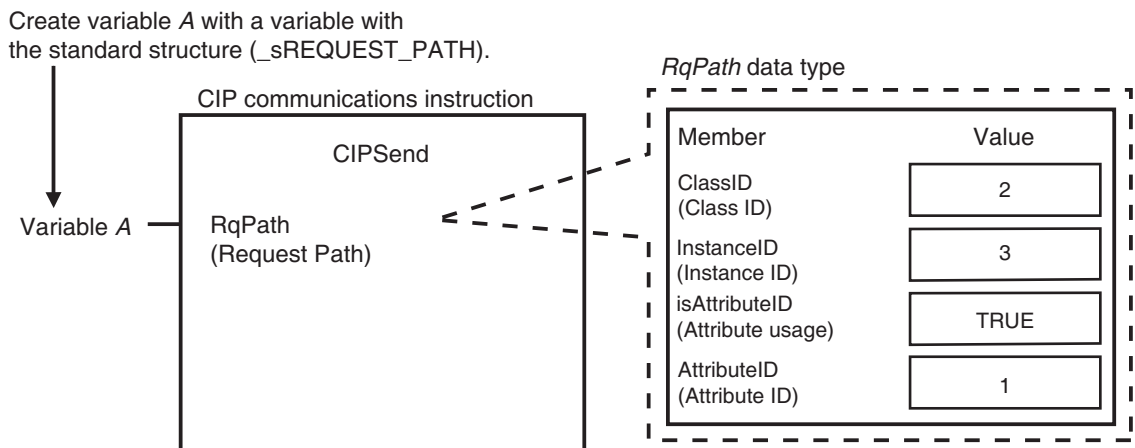 Create variable A with a variable with
the standard structure (_sREQUEST_PATH).
RqPath data type
CIP communications instruction
CIPSend
Variable A
RqPath
(Request Path)
Member Value
ClassID
(Class ID)
2
InstanceID
(Instance ID)
3
isAttributeID
(Attribute usage)
TRUE
AttributeID
(Attribute ID)
1